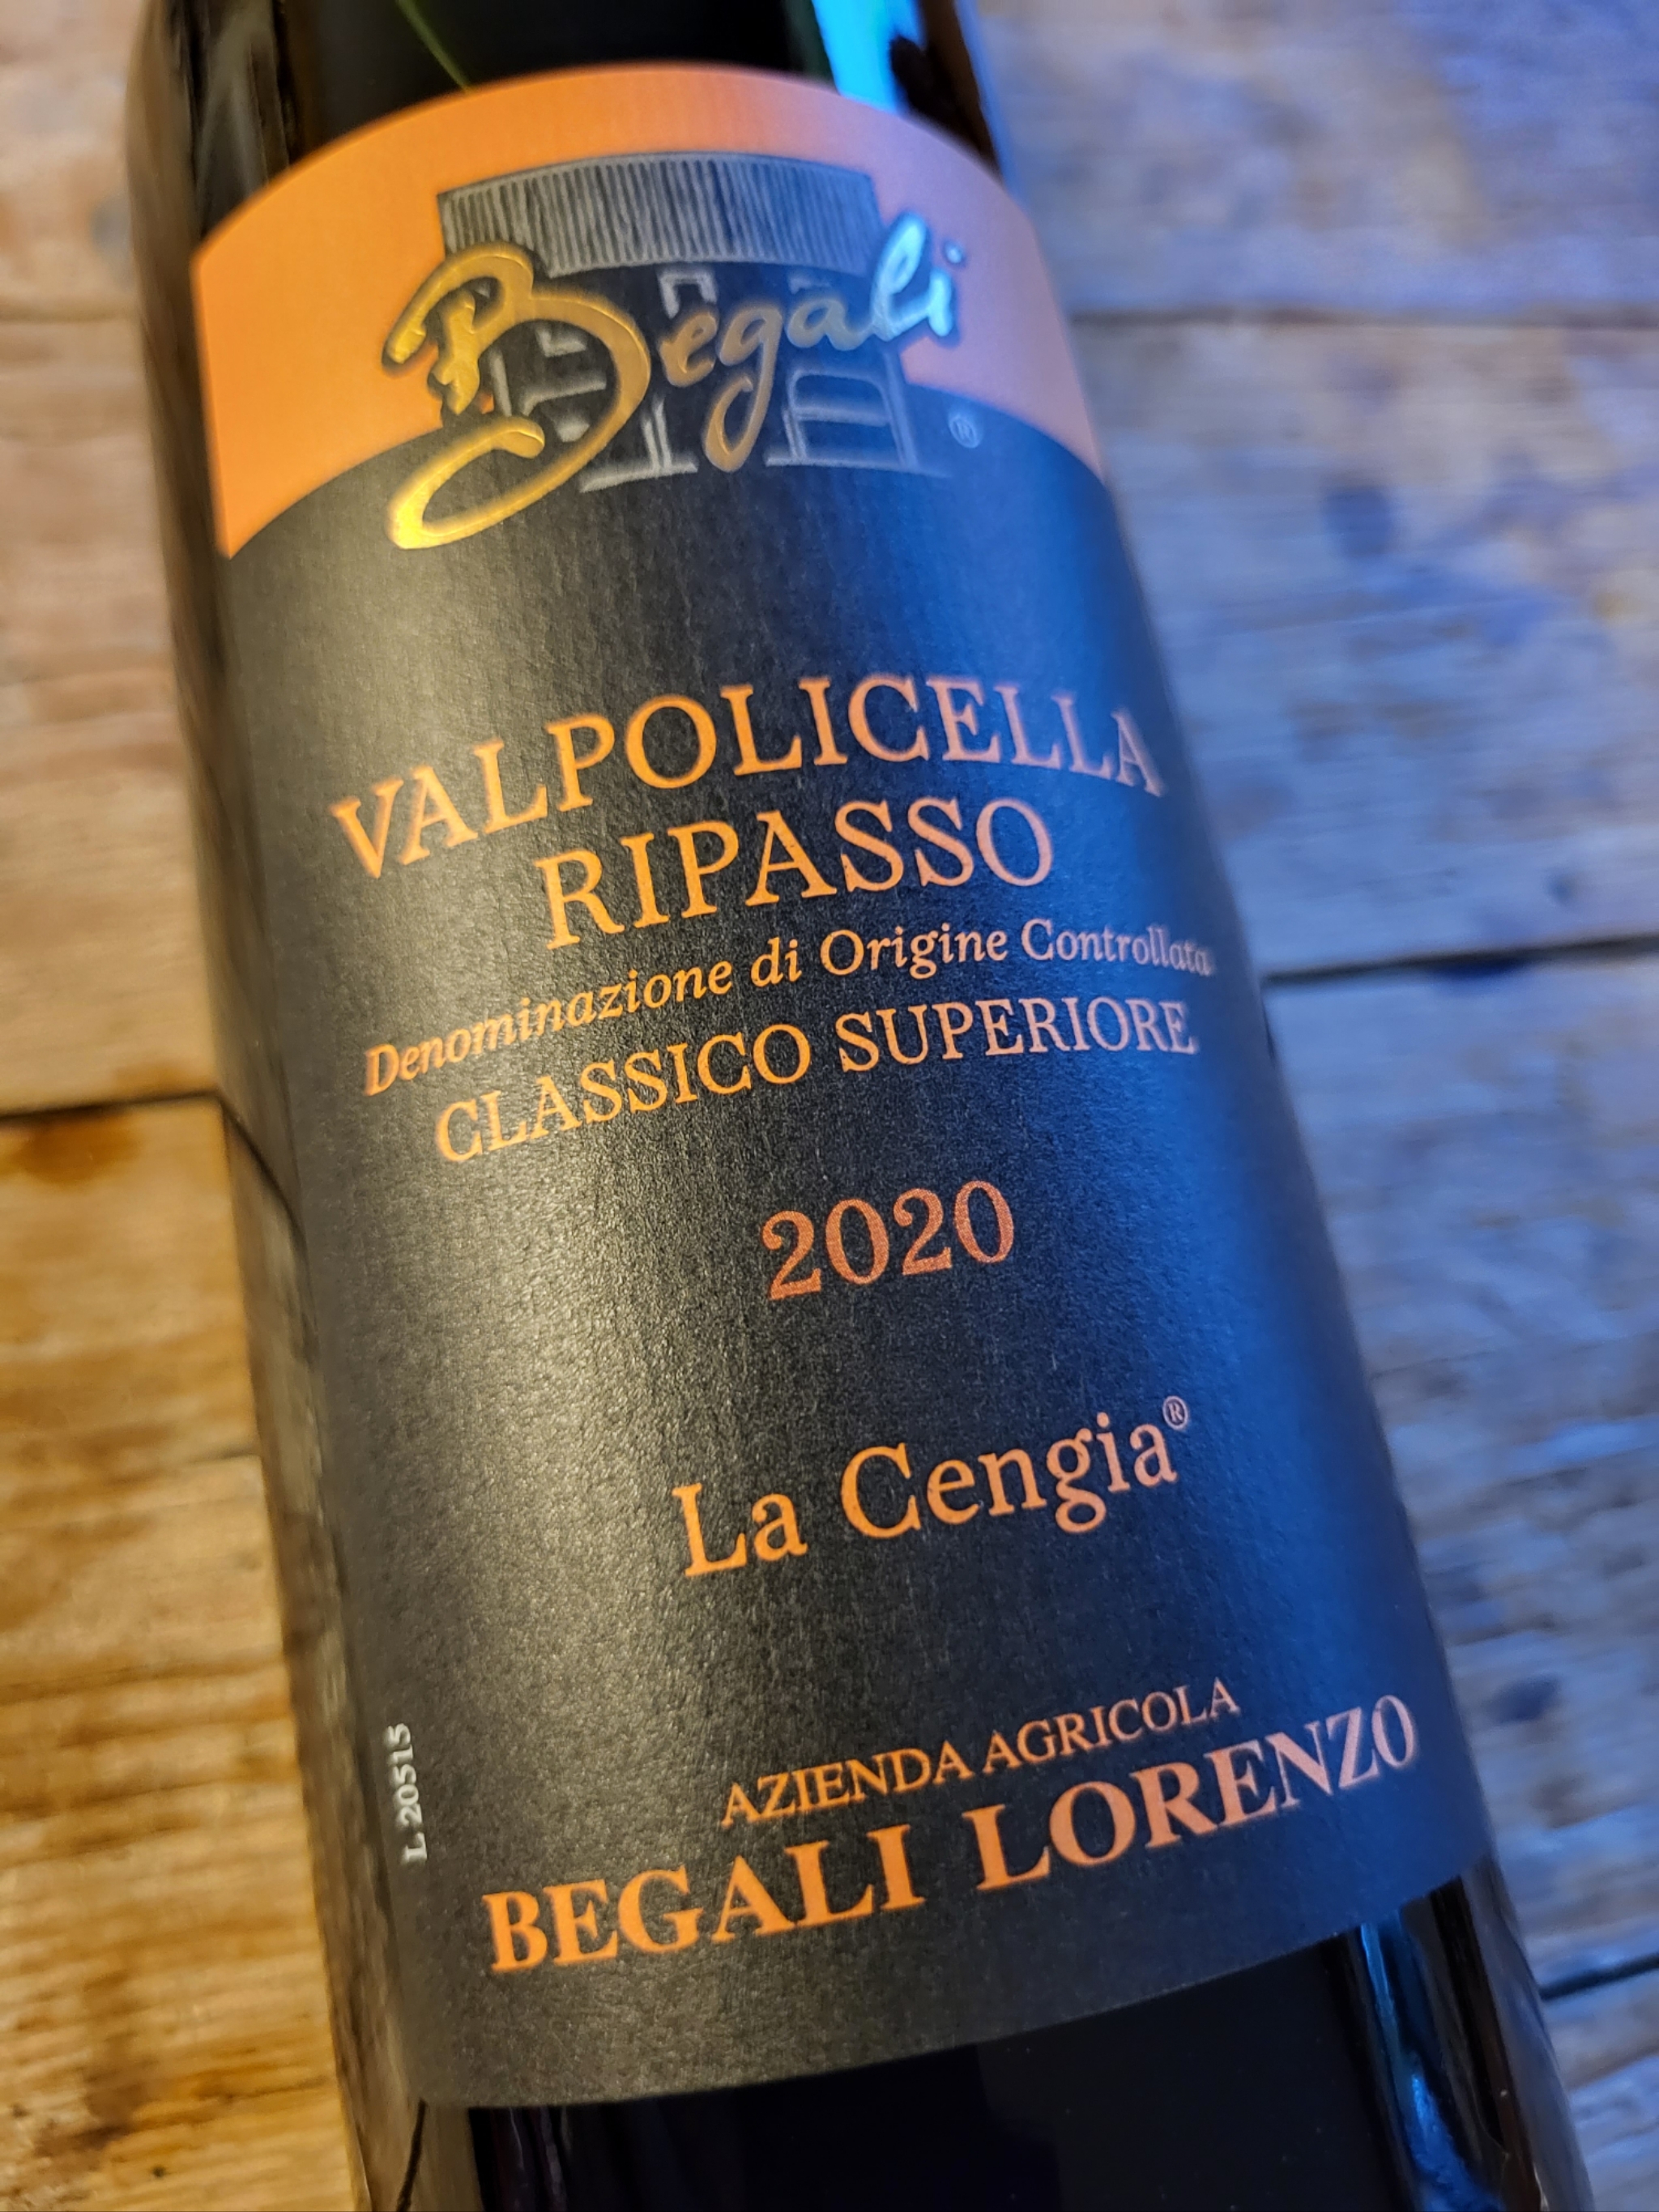 Begali ®
VALPOLICELLA
RIPASSO
Denominazione di Origine Controllata
CLASSICO SUPERIORE
2020
La Cengia®
AZIENDA AGRICOLA
BEGALI LORENZO
L 20515